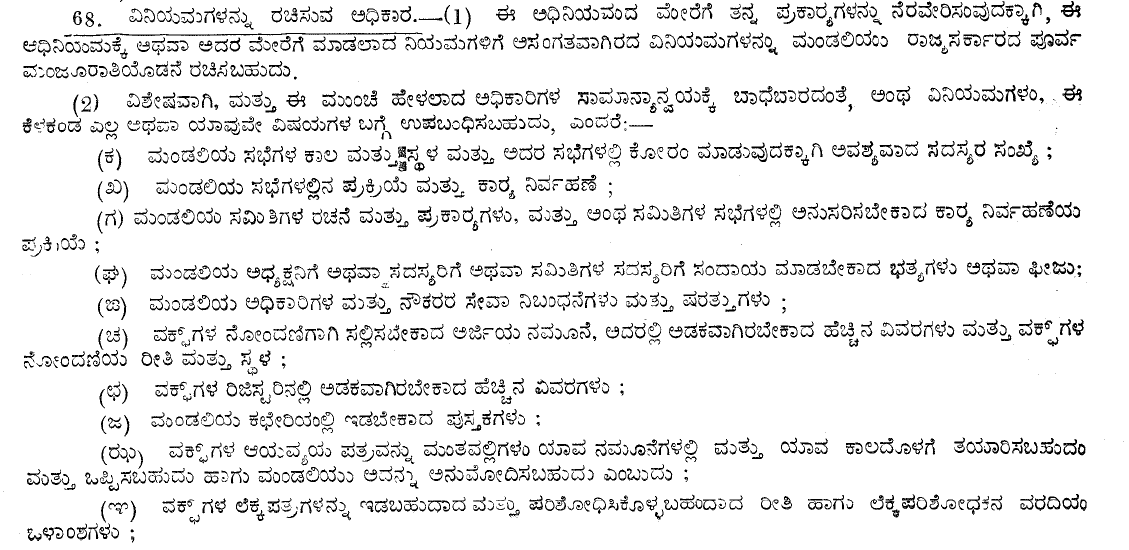 68. ವಿನಿಯಮಗಳನ್ನು ರಚಿಸುವ ಅಧಿಕಾರ.—(1) ಈ ಅಧಿನಿಯಮದ ಮೇರೆಗೆ ತನ್ನ ಪ್ರಕಾರ್‍ಯಗಳನ್ನು ನೆರವೇರಿಸುವುದಕ್ಕಾಗಿ, ಈ
ಅಧಿನಿಯಮಕ್ಕೆ ಅಥವಾ ಅದರ ಮೇರೆಗೆ ಮಾಡಲಾದ ನಿಯಮಗಳಿಗೆ ಅಸಂಗತವಾಗಿರದ ವಿನಿಯಮಗಳನ್ನು ಮಂಡಲಿಯು ರಾಜ್ಯಸರ್ಕಾರದ ಪೂರ್ವ
ಮಂಜೂರಾತಿಯೊಡನೆ ರಚಿಸಬಹುದು.
(2) ವಿಶೇಷವಾಗಿ, ಮತ್ತು ಈ ಮುಂಚೆ ಹೇಳಲಾದ ಅಧಿಕಾರಿಗಳ ಸಾಮಾನ್ಯಾನ್ವಯಕ್ಕೆ ಬಾಧೆಬಾರದಂತೆ, ಅಂಥ ವಿನಿಯಮಗಳು, ಈ
ಕೆಳಕಂಡ ಎಲ್ಲ ಅಥವಾ ಯಾವುವೇ ವಿಷಯಗಳ ಬಗ್ಗೆ ಉಪಬಂಧಿಸಬಹುದು, ಎಂದರೆ:—
(ಕ) ಮಂಡಲಿಯ ಸಭೆಗಳ ಕಾಲ ಮತ್ತು ಸ್ಥಳ ಮತ್ತು ಅದರ ಸಭೆಗಳಲ್ಲಿ ಕೋರಂ ಮಾಡುವುದಕ್ಕಾಗಿ ಅವಶ್ಯವಾದ ಸದಸ್ಯರ ಸಂಖ್ಯೆ ;
(ಖ) ಮಂಡಲಿಯ ಸಭೆಗಳಲ್ಲಿನ ಪ್ರಕ್ರಿಯೆ ಮತ್ತು ಕಾರ್‍ಯ ನಿರ್ವಹಣೆ ;
(ಗ) ಮಂಡಲಿಯ ಸಮಿತಿಗಳ ರಚನೆ ಮತ್ತು ಪ್ರಕಾರ್‍ಯಗಳು, ಮತ್ತು ಅಂಥ ಸಮಿತಿಗಳ ಸಭೆಗಳಲ್ಲಿ ಅನುಸರಿಸಬೇಕಾದ ಕಾರ್‍ಯ ನಿರ್ವಹಣೆಯ
ಪ್ರಕ್ರಿಯೆ ;
(ಘ) ಮಂಡಲಿಯ ಅಧ್ಯಕ್ಷನಿಗೆ ಅಥವಾ ಸದಸ್ಯರಿಗೆ ಅಥವಾ ಸಮಿತಿಗಳ ಸದಸ್ಯರಿಗೆ ಸಂದಾಯ ಮಾಡಬೇಕಾದ ಭತ್ಯಗಳು ಅಥವಾ ಫೀಜು;
(ಙ) ಮಂಡಲಿಯ ಅಧಿಕಾರಿಗಳ ಮತ್ತು ನೌಕರರ ಸೇವಾ ನಿಬಂಧನೆಗಳು ಮತ್ತು ಷರತ್ತುಗಳು ;
(ಚ) ವಕ್ಫ್‌ಗಳ ನೋಂದಣಿಗಾಗಿ ಸಲ್ಲಿಸಬೇಕಾದ ಅರ್ಜಿಯ ನಮೂನೆ, ಅದರಲ್ಲಿ ಅಡಕವಾಗಿರಬೇಕಾದ ಹೆಚ್ಚಿನ ವಿವರಗಳು ಮತ್ತು ವಕ್ಫ್‌ಗಳ
ನೋಂದಣಿಯ ರೀತಿ ಮತ್ತು ಸ್ಥಳ ;
(ಛ) ವಕ್ಫ್‌ಗಳ ರಿಜಿಸ್ಟರಿನಲ್ಲಿ ಅಡಕವಾಗಿರಬೇಕಾದ ಹೆಚ್ಚಿನ ವಿವರಗಳು ;
(ಜ) ಮಂಡಲಿಯ ಕಛೇರಿಯಲ್ಲಿ ಇಡಬೇಕಾದ ಪುಸ್ತಕಗಳು ;
(ಝ) ವಕ್ಫ್‌ಗಳ ಆಯವ್ಯಯ ಪತ್ರವನ್ನು ಮುಂತವಲ್ಲಿಗಳು ಯಾವ ನಮೂನೆಗಳಲ್ಲಿ ಮತ್ತು ಯಾವ ಕಾಲದೊಳಗೆ ತಯಾರಿಸಬಹುದು
ಮತ್ತು ಒಪ್ಪಿಸಬಹುದು ಹಾಗು ಮಂಡಲಿಯು ಅದನ್ನು ಅನುಮೋದಿಸಬಹುದು ಎಂಬುದು ;
(ಞ) ವಕ್ಫ್‌ಗಳ ಲೆಕ್ಕಪತ್ರಗಳನ್ನು ಇಡಬಹುದಾದ ಮತ್ತು ಪರಿಶೋಧಿಸಿಕೊಳ್ಳಬಹುದಾದ ರೀತಿ ಹಾಗು ಲೆಕ್ಕಪರಿಶೋಧಕನ ವರದಿಯ
ಒಳಾಂಶಗಳು ;